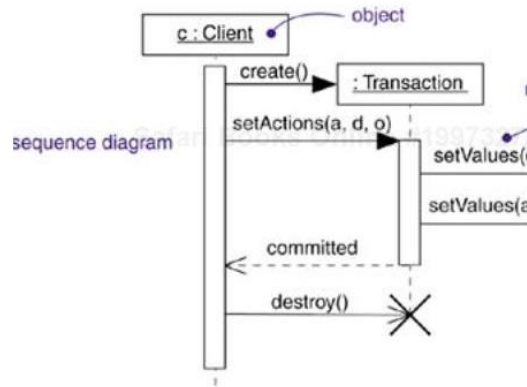 object
c : Client
create()
: Transaction
setActions(a, d, o)
sequence diagram
setValues(
setValues(a
committed
destroy()